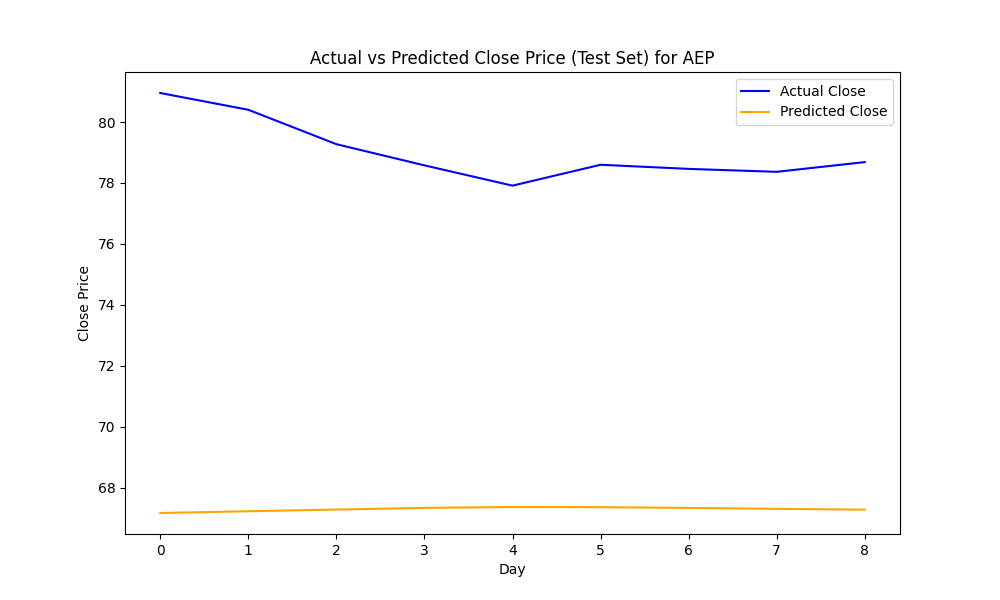 Actual vs Predicted Close Price (Test Set) for AEP
Actual Close
Predicted Close
80
78
76
74
72
70
68
Close Price
0 1 2 3 4 5 6 7 8
Day